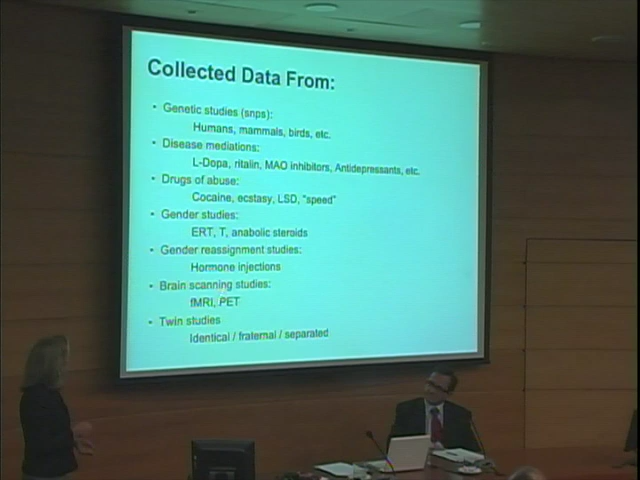 Collected Data From:
• Genetic studies (snps):
Humans, mammals, birds, etc.
• Disease mediations:
L-Dopa, ritalin, MAO inhibitors, Antidepressants, etc.
• Drugs of abuse:
Cocaine, ecstasy, LSD, "speed"
• Gender studies:
ERT, T, anabolic steroids
• Gender reassignment studies:
Hormone injections
• Brain scanning studies:
fMRI, PET
• Twin studies
Identical / fraternal / separated